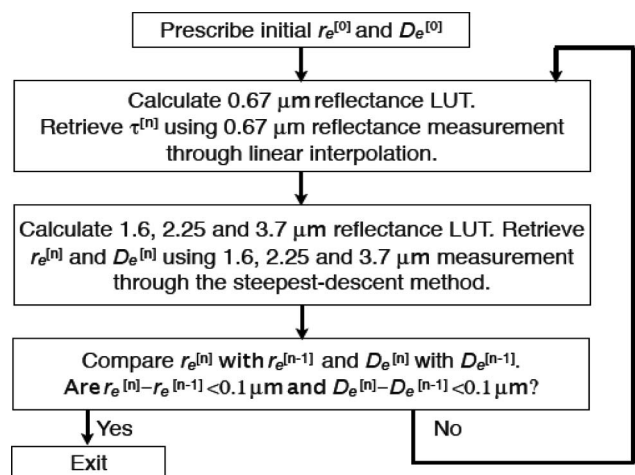 Prescribe initial rₑ^[0] and Dₑ^[0]
Calculate 0.67 μm reflectance LUT.
Retrieve τ^[n] using 0.67 μm reflectance measurement
through linear interpolation.
Calculate 1.6, 2.25 and 3.7 μm reflectance LUT. Retrieve
rₑ^[n] and Dₑ^[n] using 1.6, 2.25 and 3.7 μm measurement
through the steepest-descent method.
Compare rₑ^[n] with rₑ^[n-1] and Dₑ^[n] with Dₑ^[n-1].
Are rₑ^[n]–rₑ^[n-1] <0.1 μm and Dₑ^[n]–Dₑ^[n-1] <0.1 μm?
Yes
No
Exit